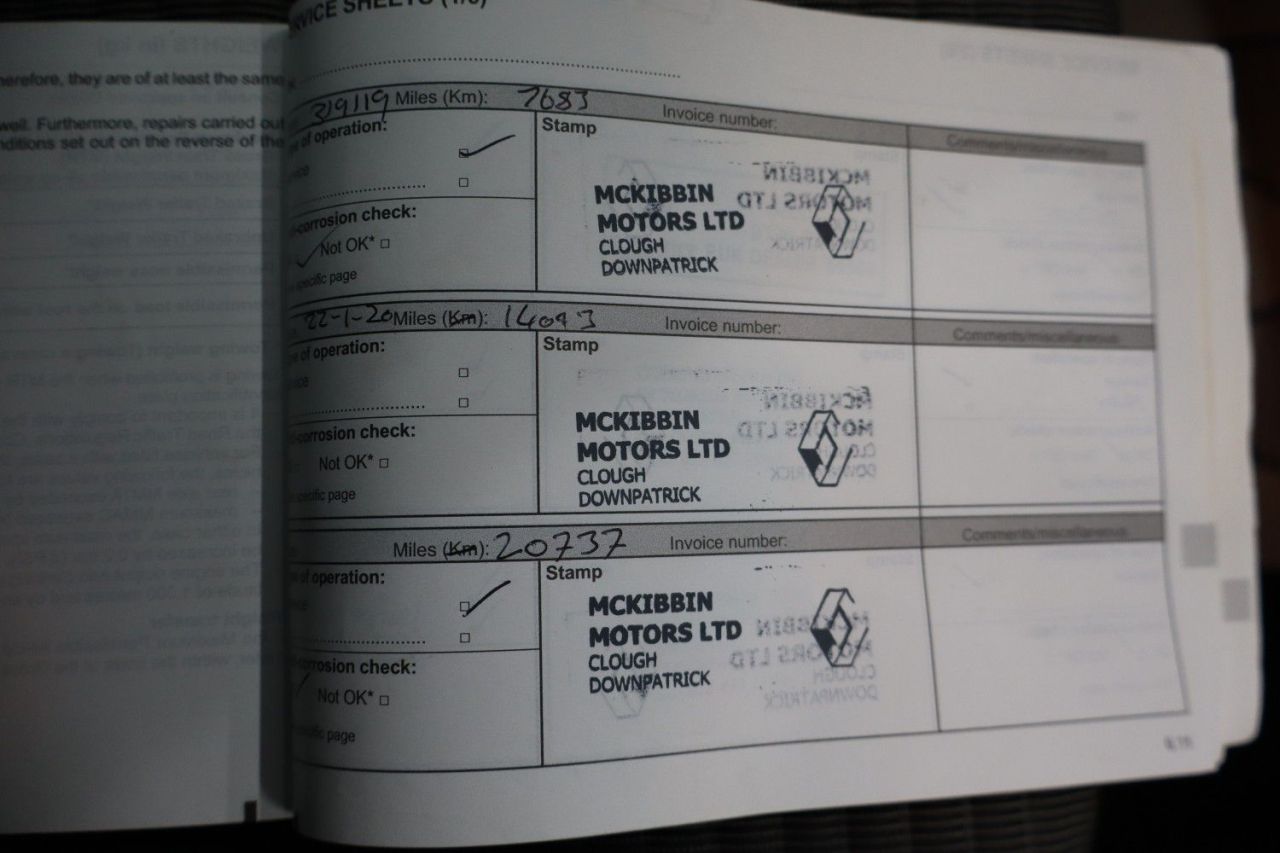 SERVICE SHEETS
herefore, they are of at least the same
well. Furthermore, repairs carried out
nditions set out on the reverse of the
3/9/19 Miles (Km): 7683 Invoice number:
of operation: Stamp Comments/miscellaneous
MCKIBBIN
MOTORS LTD
CLOUGH
DOWNPATRICK
-corrosion check:
Not OK*
specific page
22-1-20 Miles (Km): 14093 Invoice number:
of operation: Stamp Comments/miscellaneous
MCKIBBIN
MOTORS LTD
CLOUGH
DOWNPATRICK
-corrosion check:
Not OK*
specific page
Miles (Km): 20737 Invoice number:
of operation: Stamp Comments/miscellaneous
MCKIBBIN
MOTORS LTD
CLOUGH
DOWNPATRICK
-corrosion check:
Not OK*
specific page